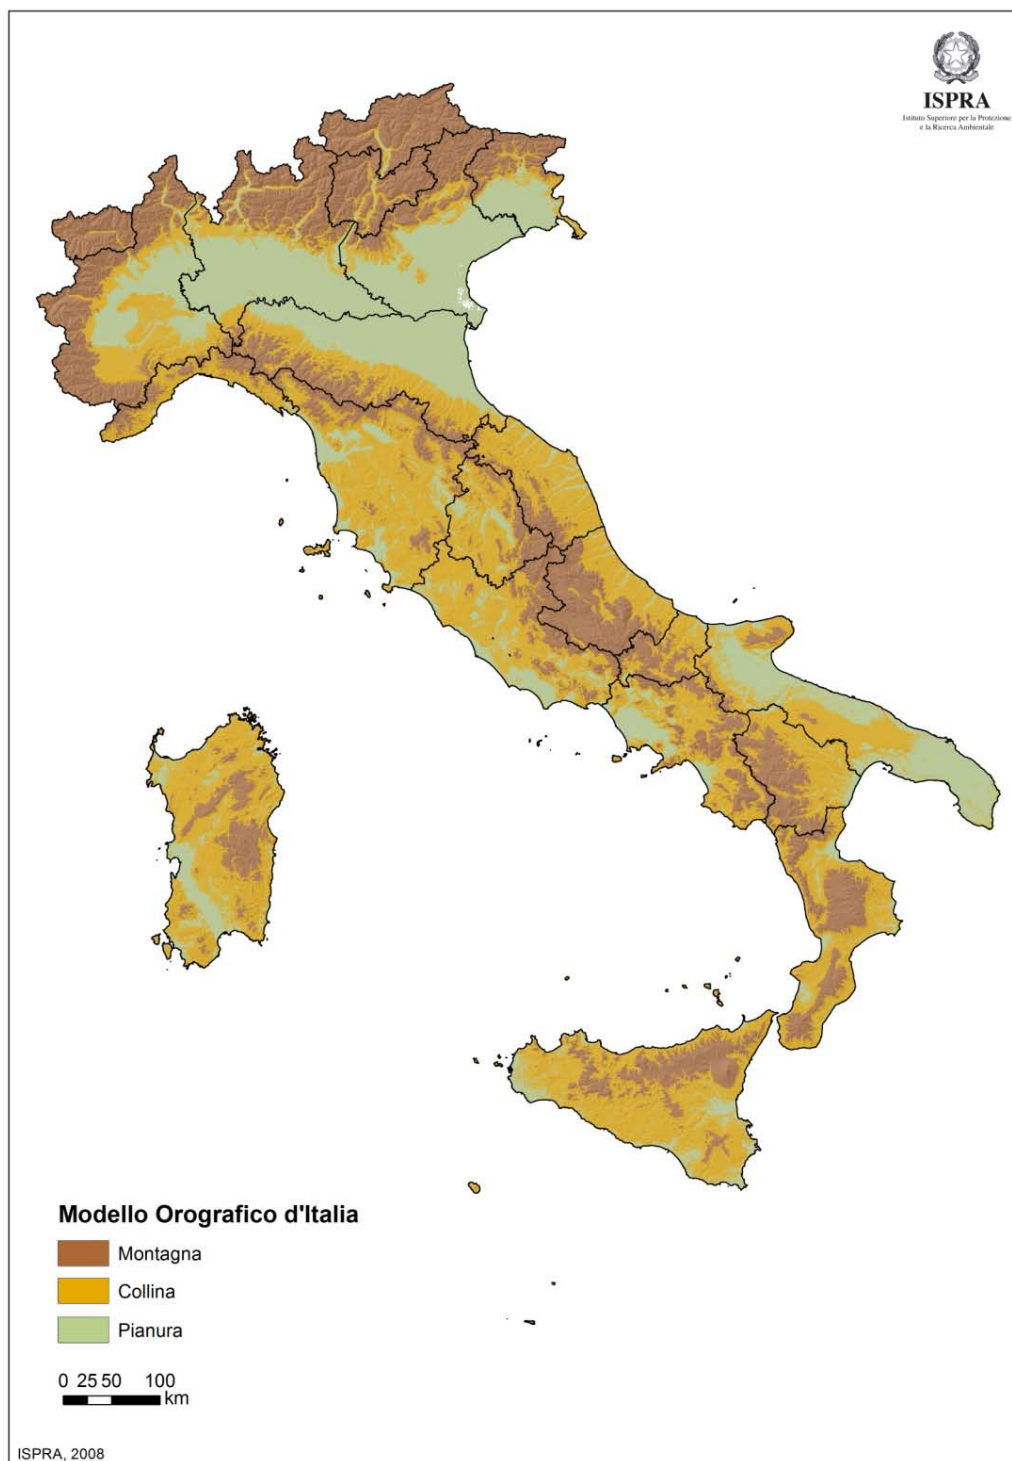 ISPRA
Istituto Superiore per la Protezione
e la Ricerca Ambientale
Modello Orografico d'Italia
Montagna
Collina
Pianura
0 25 50 100
km
ISPRA, 2008